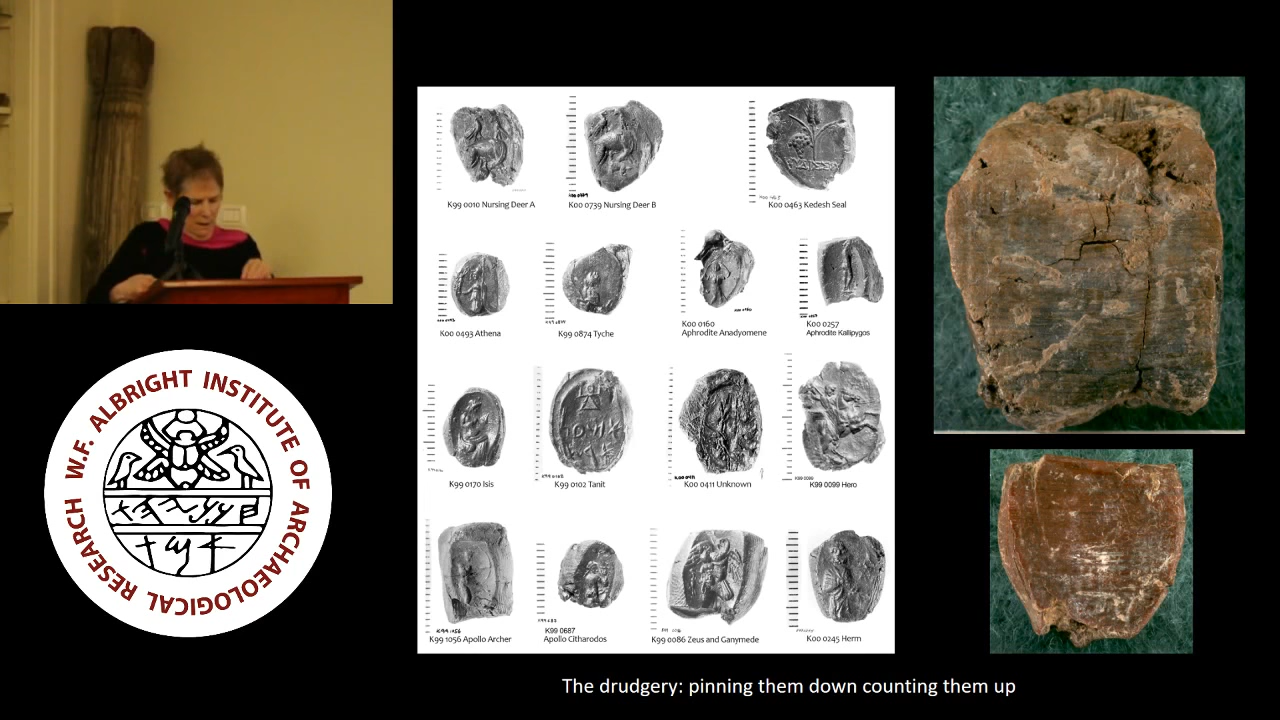 W.F. ALBRIGHT INSTITUTE OF ARCHAEOLOGICAL RESEARCH
K99 0010 Nursing Deer A
K00 0739 Nursing Deer B
K00 0463 Kedesh Seal
K00 0493 Athena
K99 0874 Tyche
K00 0160
Aphrodite Anadyomene
K00 0257
Aphrodite Kallipygos
K99 0170 Isis
K99 0102 Tanit
K00 0411 Unknown
K99 0099 Hero
K99 1056 Apollo Archer
K99 0687
Apollo Citharodos
K99 0086 Zeus and Ganymede
K00 0245 Herm
The drudgery: pinning them down counting them up